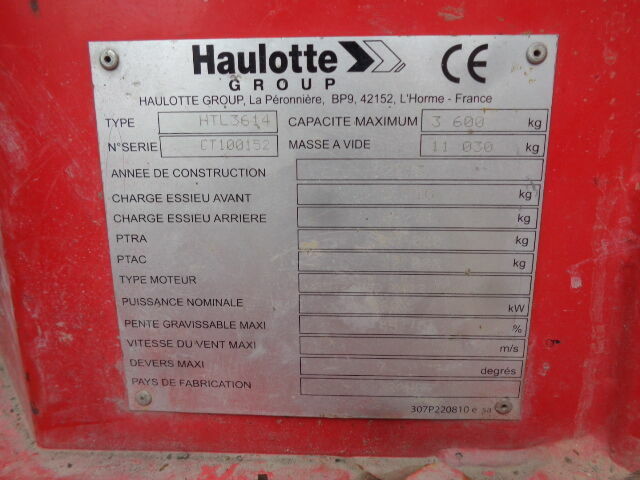 Haulotte
GROUP
CE
HAULOTTE GROUP, La Péronnière, BP9, 42152, L'Horme - France
TYPE HTL3614 CAPACITE MAXIMUM 3 600 kg
N°SERIE CT100152 MASSE A VIDE 11 030 kg
ANNEE DE CONSTRUCTION
CHARGE ESSIEU AVANT kg
CHARGE ESSIEU ARRIERE kg
PTRA kg
PTAC kg
TYPE MOTEUR
PUISSANCE NOMINALE kW
PENTE GRAVISSABLE MAXI %
VITESSE DU VENT MAXI m/s
DEVERS MAXI degrés
PAYS DE FABRICATION
307P220810 e sa